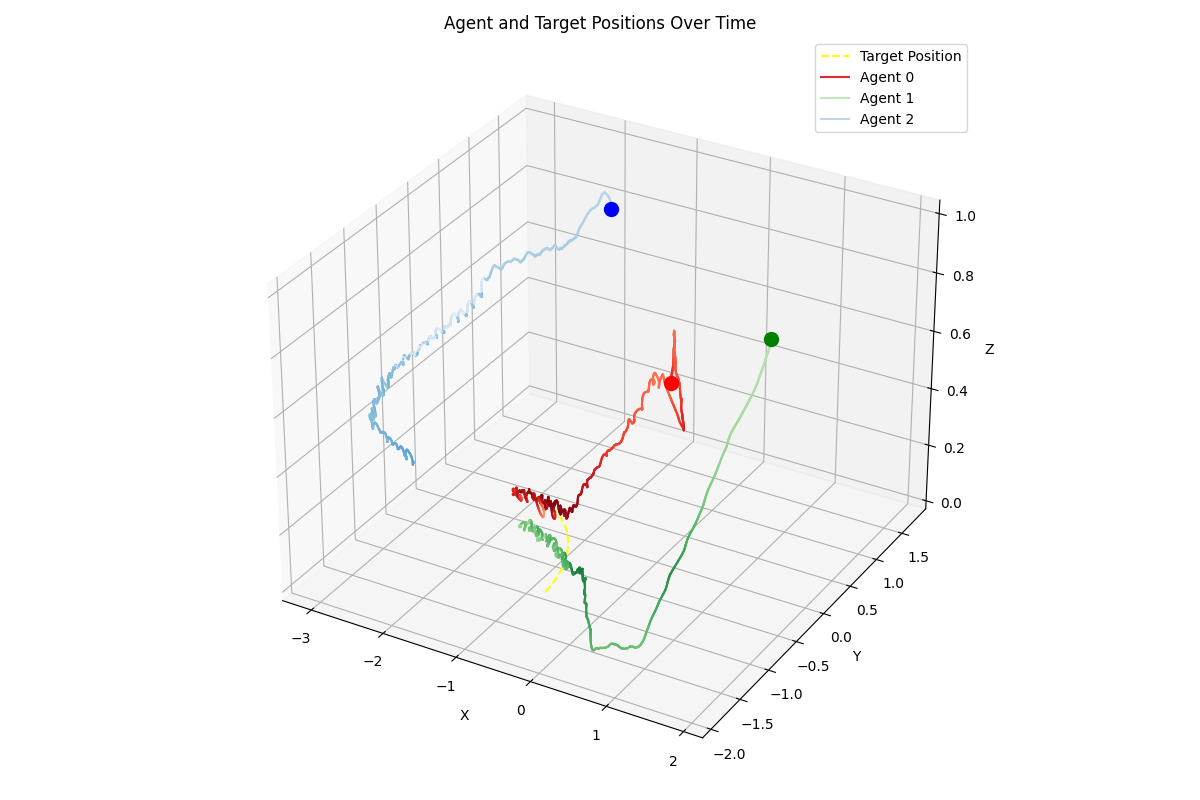 Agent and Target Positions Over Time
Target Position
Agent 0
Agent 1
Agent 2
1.0
0.8
0.6
Z
0.4
0.2
0.0
1.5
1.0
0.5
0.0
−0.5
Y
−1.0
−1.5
−2.0
−3
−2
−1
X
0
1
2